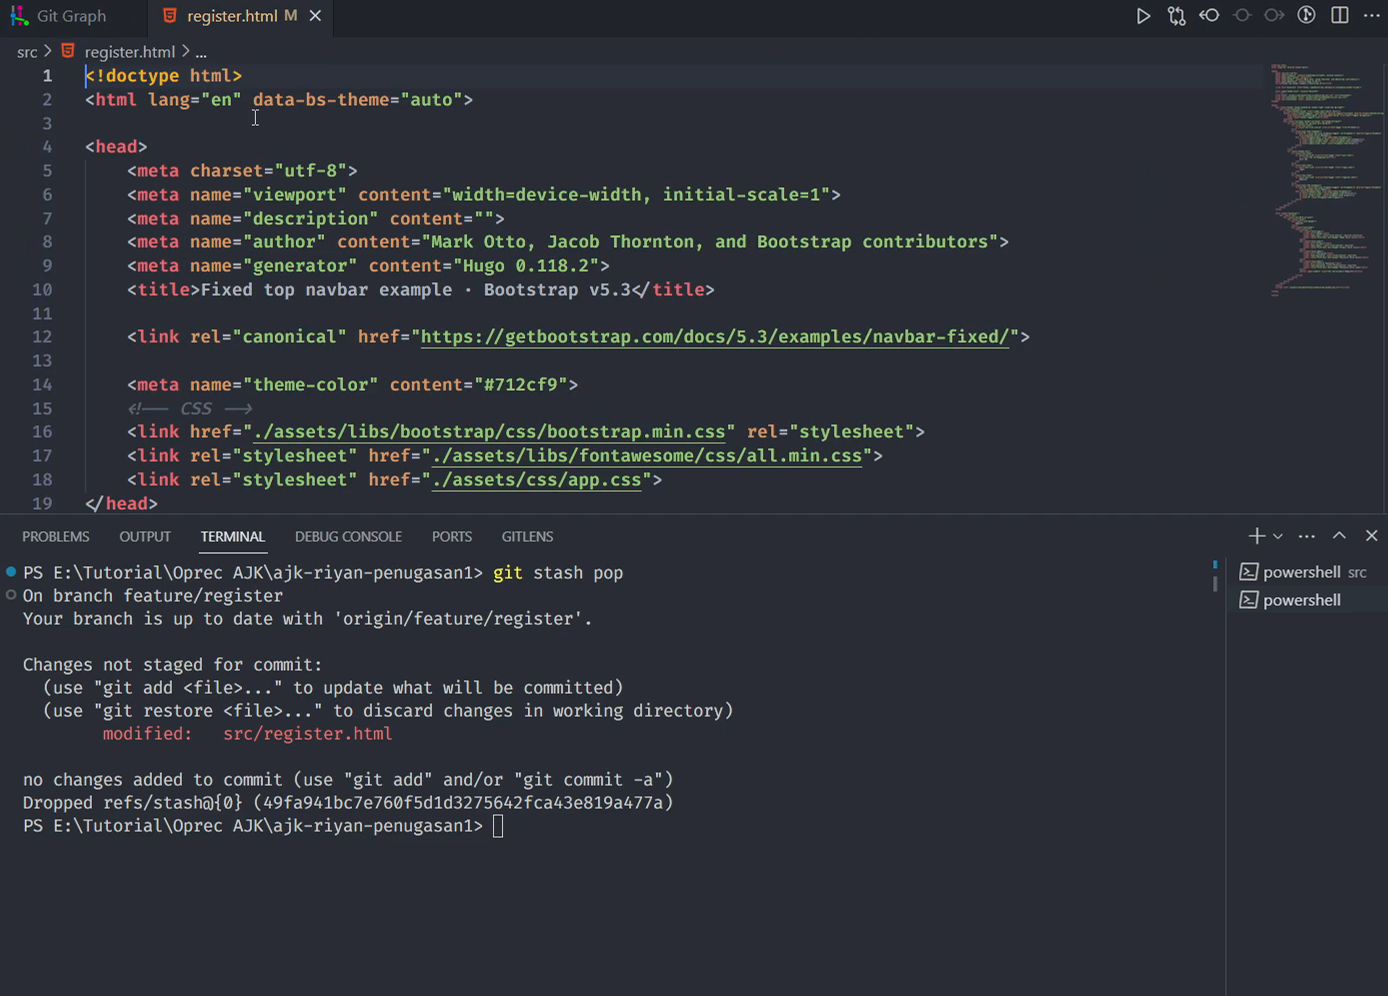 Git Graph
register.html M
src > register.html > ...
1 <!doctype html>
2 <html lang="en" data-bs-theme="auto">
3
4 <head>
5 <meta charset="utf-8">
6 <meta name="viewport" content="width=device-width, initial-scale=1">
7 <meta name="description" content="">
8 <meta name="author" content="Mark Otto, Jacob Thornton, and Bootstrap contributors">
9 <meta name="generator" content="Hugo 0.118.2">
10 <title>Fixed top navbar example · Bootstrap v5.3</title>
11
12 <link rel="canonical" href="https://getbootstrap.com/docs/5.3/examples/navbar-fixed/">
13
14 <meta name="theme-color" content="#712cf9">
15 <!-- CSS -->
16 <link href="./assets/libs/bootstrap/css/bootstrap.min.css" rel="stylesheet">
17 <link rel="stylesheet" href="./assets/libs/fontawesome/css/all.min.css">
18 <link rel="stylesheet" href="./assets/css/app.css">
19 </head>
PROBLEMS OUTPUT TERMINAL DEBUG CONSOLE PORTS GITLENS
PS E:\Tutorial\Oprec AJK\ajk-riyan-penugasan1> git stash pop
On branch feature/register
Your branch is up to date with 'origin/feature/register'.
Changes not staged for commit:
(use "git add <file>..." to update what will be committed)
(use "git restore <file>..." to discard changes in working directory)
modified: src/register.html
no changes added to commit (use "git add" and/or "git commit -a")
Dropped refs/stash@{0} (49fa941bc7e760f5d1d3275642fca43e819a477a)
PS E:\Tutorial\Oprec AJK\ajk-riyan-penugasan1>
powershell src
powershell